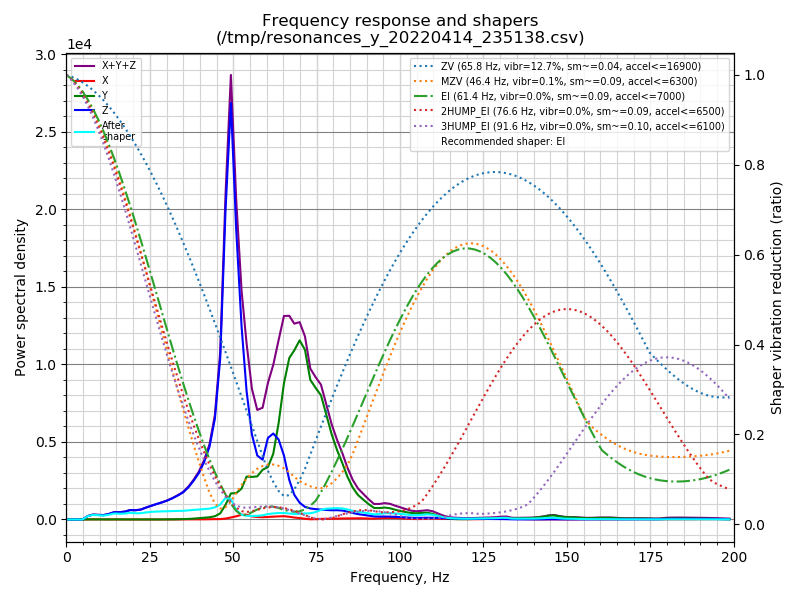 Frequency response and shapers
(/tmp/resonances_y_20220414_235138.csv)
1e4
3.0
2.5
2.0
1.5
1.0
0.5
0.0
Power spectral density
X+Y+Z
X
Y
Z
After
shaper
ZV (65.8 Hz, vibr=12.7%, sm~=0.04, accel<=16900)
MZV (46.4 Hz, vibr=0.1%, sm~=0.09, accel<=6300)
EI (61.4 Hz, vibr=0.0%, sm~=0.09, accel<=7000)
2HUMP_EI (76.6 Hz, vibr=0.0%, sm~=0.09, accel<=6500)
3HUMP_EI (91.6 Hz, vibr=0.0%, sm~=0.10, accel<=6100)
Recommended shaper: EI
1.0
0.8
0.6
0.4
0.2
0.0
Shaper vibration reduction (ratio)
0 25 50 75 100 125 150 175 200
Frequency, Hz